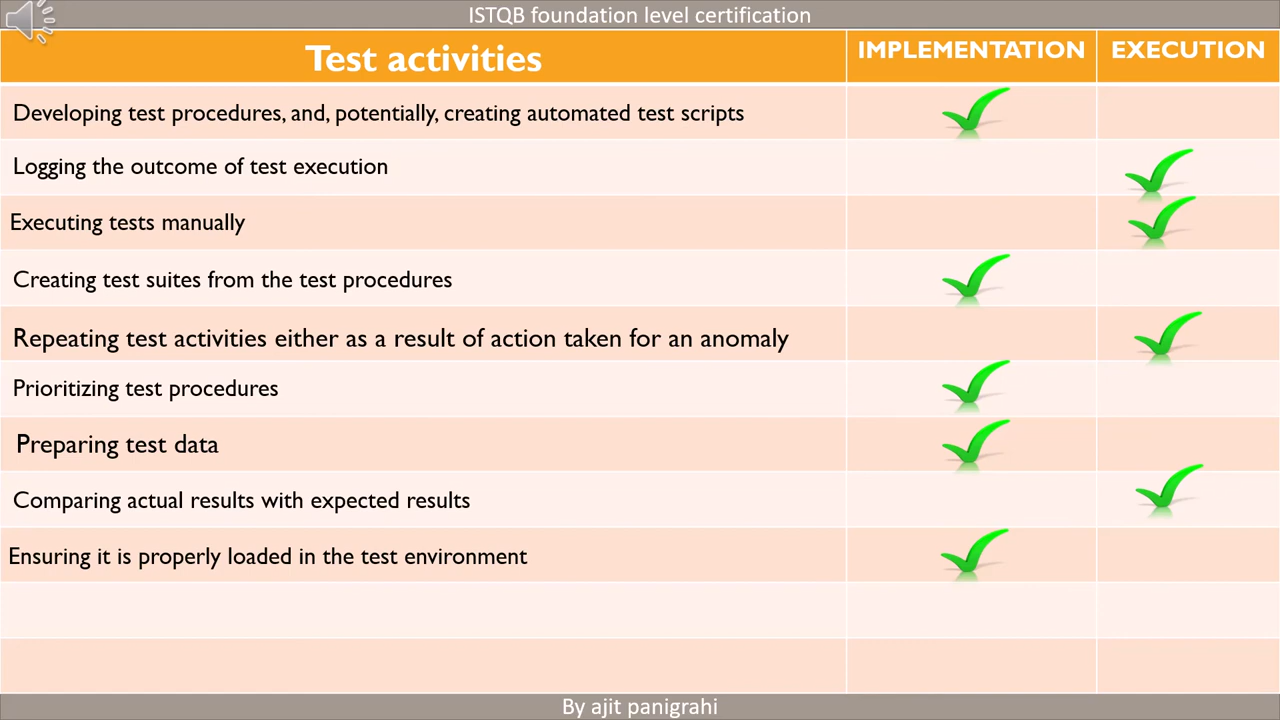 ISTQB foundation level certification
Test activities
IMPLEMENTATION
EXECUTION
Developing test procedures, and, potentially, creating automated test scripts
Logging the outcome of test execution
Executing tests manually
Creating test suites from the test procedures
Repeating test activities either as a result of action taken for an anomaly
Prioritizing test procedures
Preparing test data
Comparing actual results with expected results
Ensuring it is properly loaded in the test environment
By ajit panigrahi